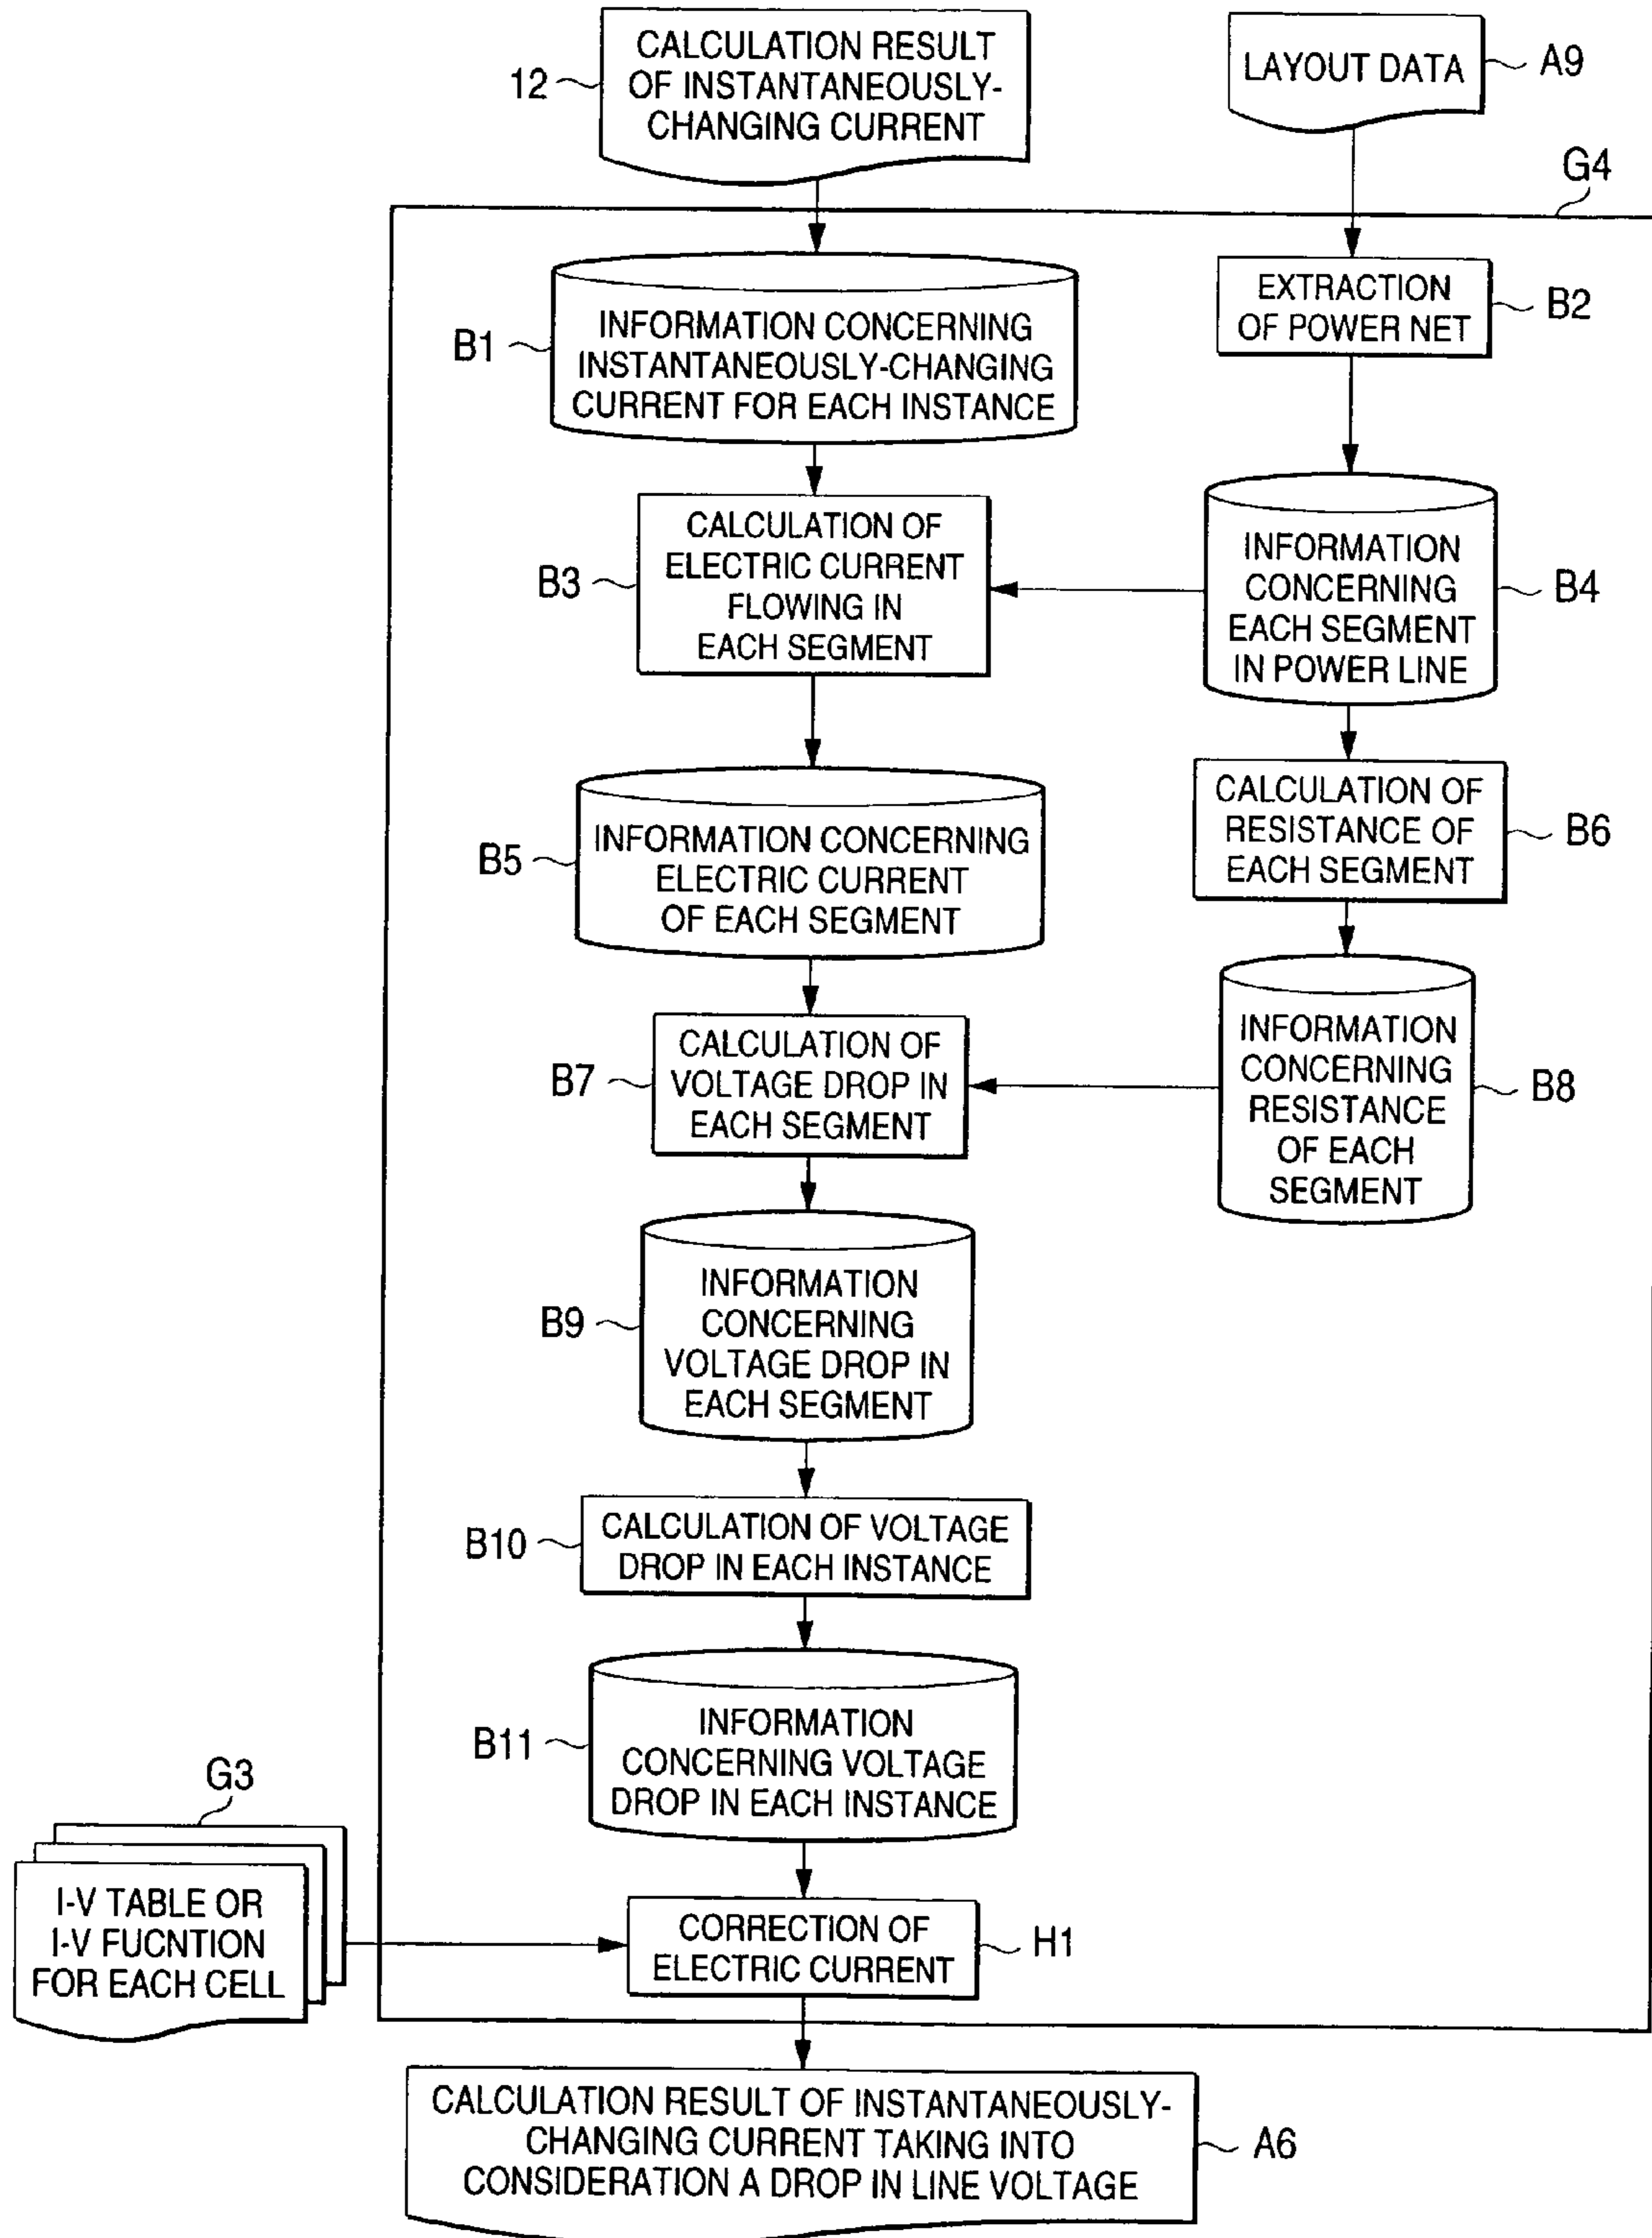 12
CALCULATION RESULT
OF INSTANTANEOUSLY-
CHANGING CURRENT
LAYOUT DATA
A9
G4
B1
INFORMATION CONCERNING
INSTANTANEOUSLY-CHANGING
CURRENT FOR EACH INSTANCE
EXTRACTION
OF POWER NET
B2
B3
CALCULATION OF
ELECTRIC CURRENT
FLOWING IN
EACH SEGMENT
INFORMATION
CONCERNING
EACH SEGMENT
IN POWER LINE
B4
B5
INFORMATION CONCERNING
ELECTRIC CURRENT
OF EACH SEGMENT
CALCULATION OF
RESISTANCE OF
EACH SEGMENT
B6
B7
CALCULATION OF
VOLTAGE DROP IN
EACH SEGMENT
INFORMATION
CONCERNING
RESISTANCE
OF EACH
SEGMENT
B8
B9
INFORMATION
CONCERNING
VOLTAGE DROP IN
EACH SEGMENT
B10
CALCULATION OF VOLTAGE
DROP IN EACH INSTANCE
B11
INFORMATION
CONCERNING VOLTAGE
DROP IN EACH INSTANCE
G3
I-V TABLE OR
I-V FUCNTION
FOR EACH CELL
CORRECTION OF
ELECTRIC CURRENT
H1
CALCULATION RESULT OF INSTANTANEOUSLY-
CHANGING CURRENT TAKING INTO
CONSIDERATION A DROP IN LINE VOLTAGE
A6